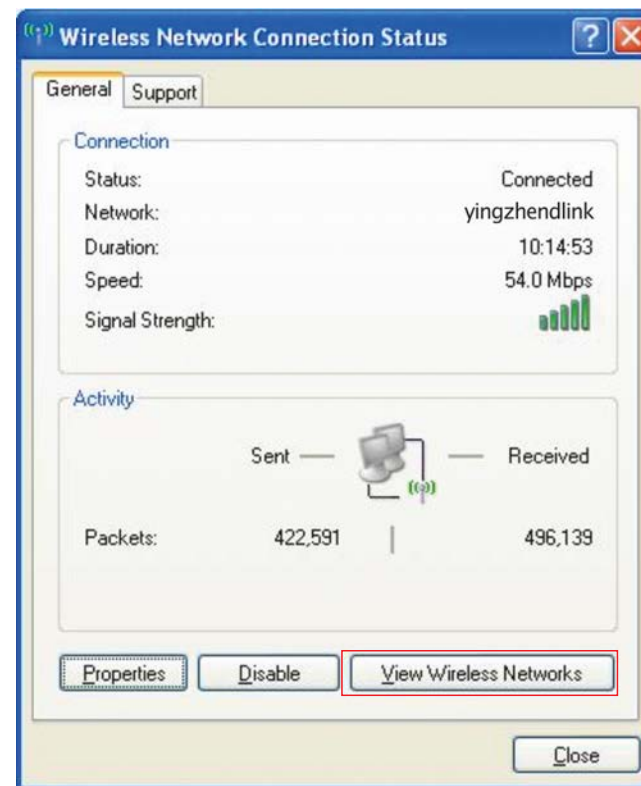 Wireless Network Connection Status
General Support
Connection
Status: Connected
Network: yingzhendlink
Duration: 10:14:53
Speed: 54.0 Mbps
Signal Strength:
Activity
Sent Received
Packets: 422,591 496,139
Properties Disable View Wireless Networks
Close